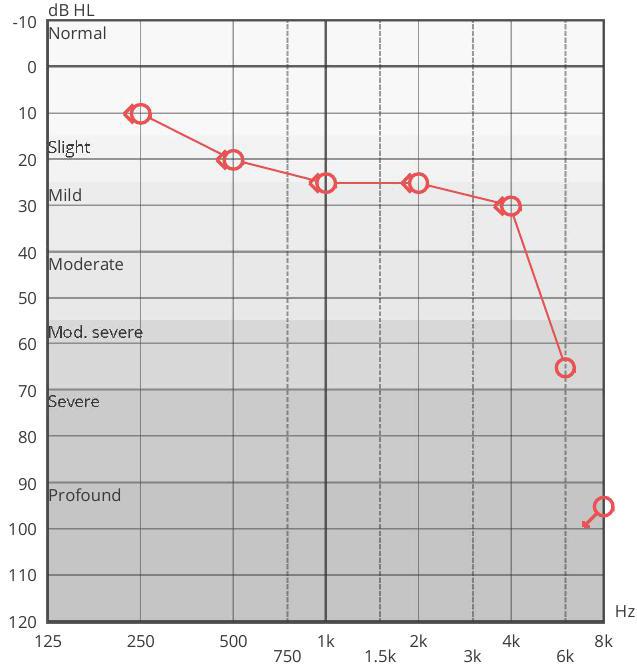 dB HL
-10
Normal
0
10
Slight
20
Mild
30
40
Moderate
50
Mod. severe
60
70
Severe
80
90
Profound
100
110
120
Hz
125 250 500 1k 2k 4k 8k
750 1.5k 3k 6k